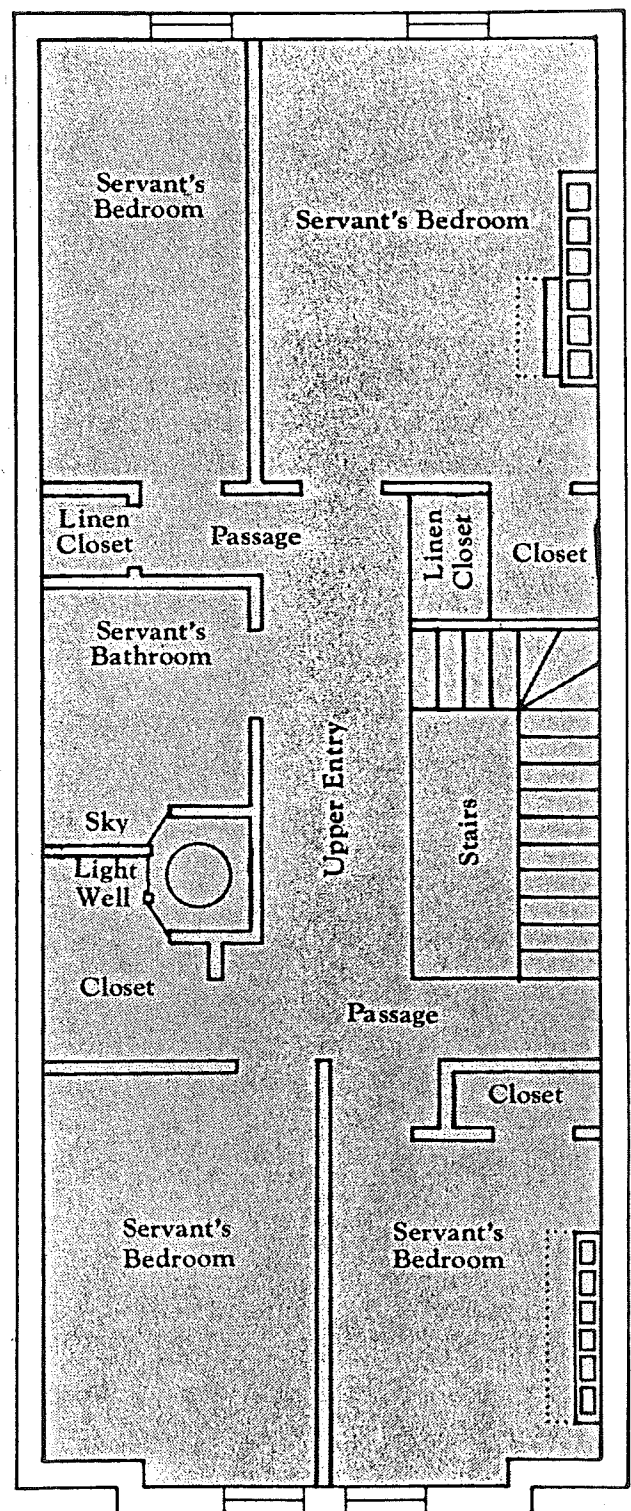 Servant's
Bedroom
Servant's Bedroom
Linen
Closet
Passage
Linen
Closet
Closet
Servant's
Bathroom
Upper Entry
Stairs
Sky
Light
Well
Closet
Passage
Closet
Servant's
Bedroom
Servant's
Bedroom